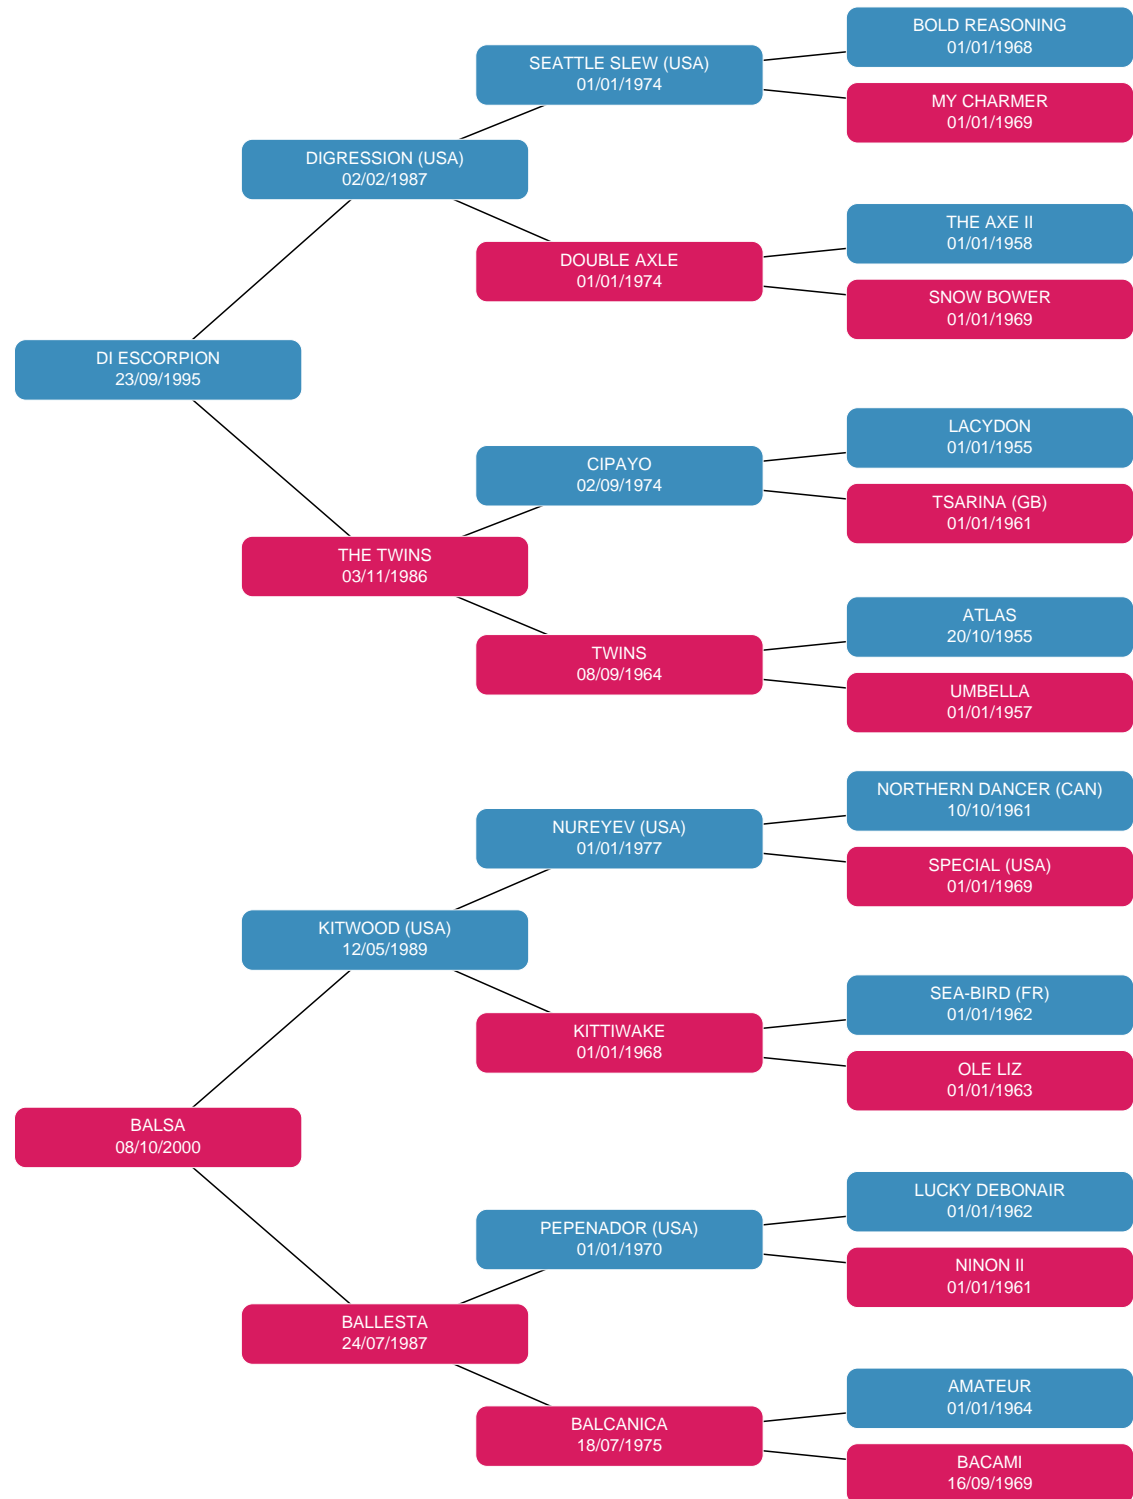 BOLD REASONING
01/01/1968
SEATTLE SLEW (USA)
01/01/1974
MY CHARMER
01/01/1969
DIGRESSION (USA)
02/02/1987
THE AXE II
01/01/1958
DOUBLE AXLE
01/01/1974
SNOW BOWER
01/01/1969
DI ESCORPION
23/09/1995
LACYDON
01/01/1955
CIPAYO
02/09/1974
TSARINA (GB)
01/01/1961
THE TWINS
03/11/1986
ATLAS
20/10/1955
TWINS
08/09/1964
UMBELLA
01/01/1957
NORTHERN DANCER (CAN)
10/10/1961
NUREYEV (USA)
01/01/1977
SPECIAL (USA)
01/01/1969
KITWOOD (USA)
12/05/1989
SEA-BIRD (FR)
01/01/1962
KITTIWAKE
01/01/1968
OLE LIZ
01/01/1963
BALSA
08/10/2000
LUCKY DEBONAIR
01/01/1962
PEPENADOR (USA)
01/01/1970
NINON II
01/01/1961
BALLESTA
24/07/1987
AMATEUR
01/01/1964
BALCANICA
18/07/1975
BACAMI
16/09/1969